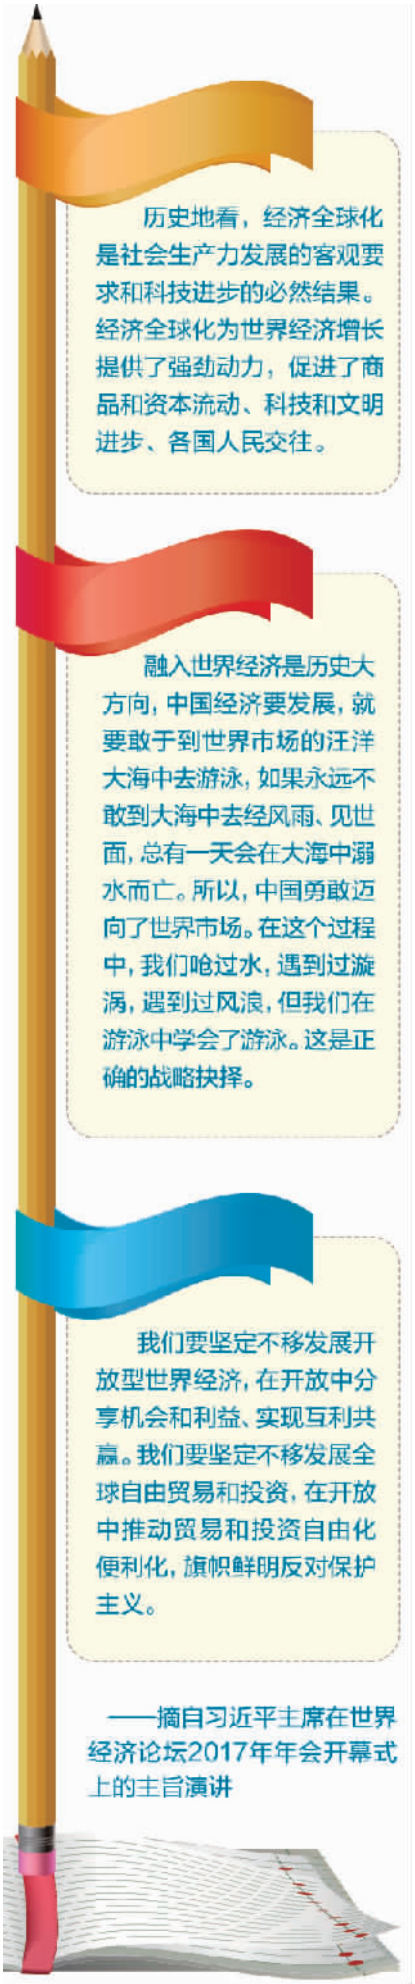 历史地看，经济全球化
是社会生产力发展的客观要
求和科技进步的必然结果。
经济全球化为世界经济增长
提供了强劲动力，促进了商
品和资本流动、科技和文明
进步、各国人民交往。
融入世界经济是历史大
方向，中国经济要发展，就
要敢于到世界市场的汪洋
大海中去游泳，如果永远不
敢到大海中去经风雨、见世
面，总有一天会在大海中溺
水而亡。所以，中国勇敢迈
向了世界市场。在这个过程
中，我们呛过水，遇到过漩
涡，遇到过风浪，但我们在
游泳中学会了游泳。这是正
确的战略抉择。
我们要坚定不移发展开
放型世界经济，在开放中分
享机会和利益、实现互利共
赢。我们要坚定不移发展全
球自由贸易和投资，在开放
中推动贸易和投资自由化
便利化，旗帜鲜明反对保护
主义。
——摘自习近平主席在世界
经济论坛2017年年会开幕式
上的主旨演讲